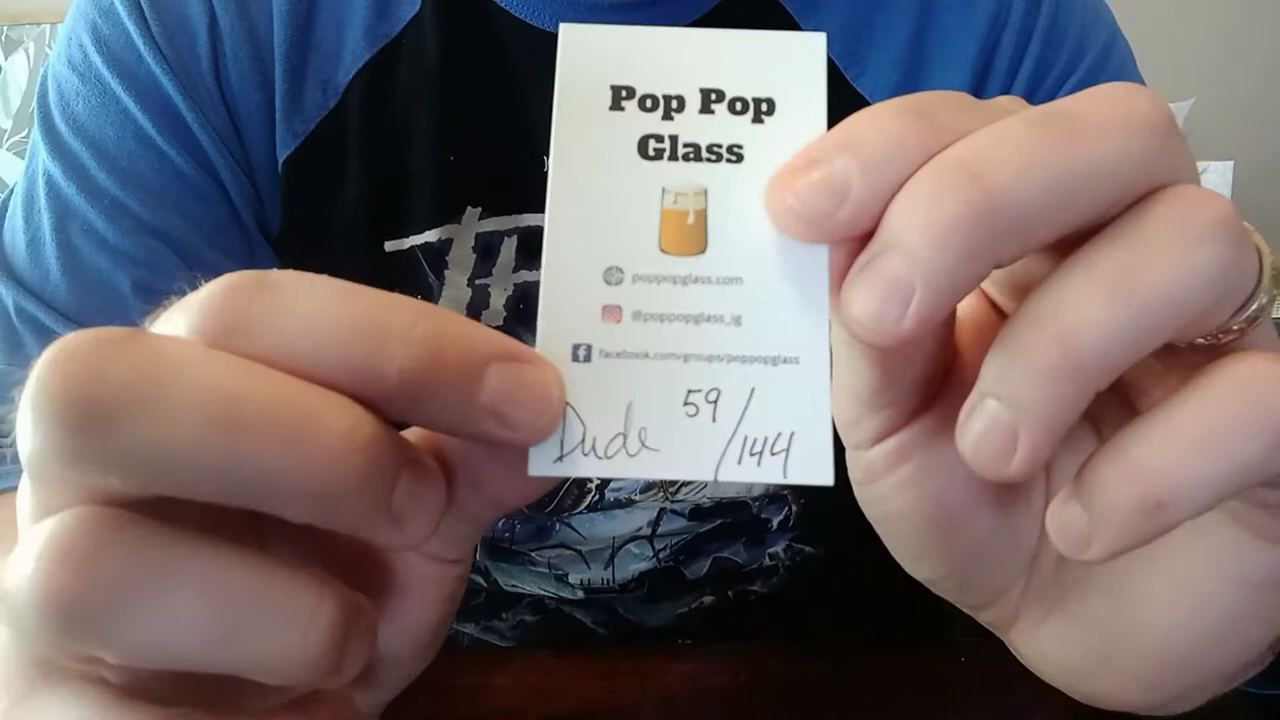 Pop Pop
Glass
poppopglass.com
@poppopglass_ig
facebook.com/groups/poppopglass
Dude 59/144